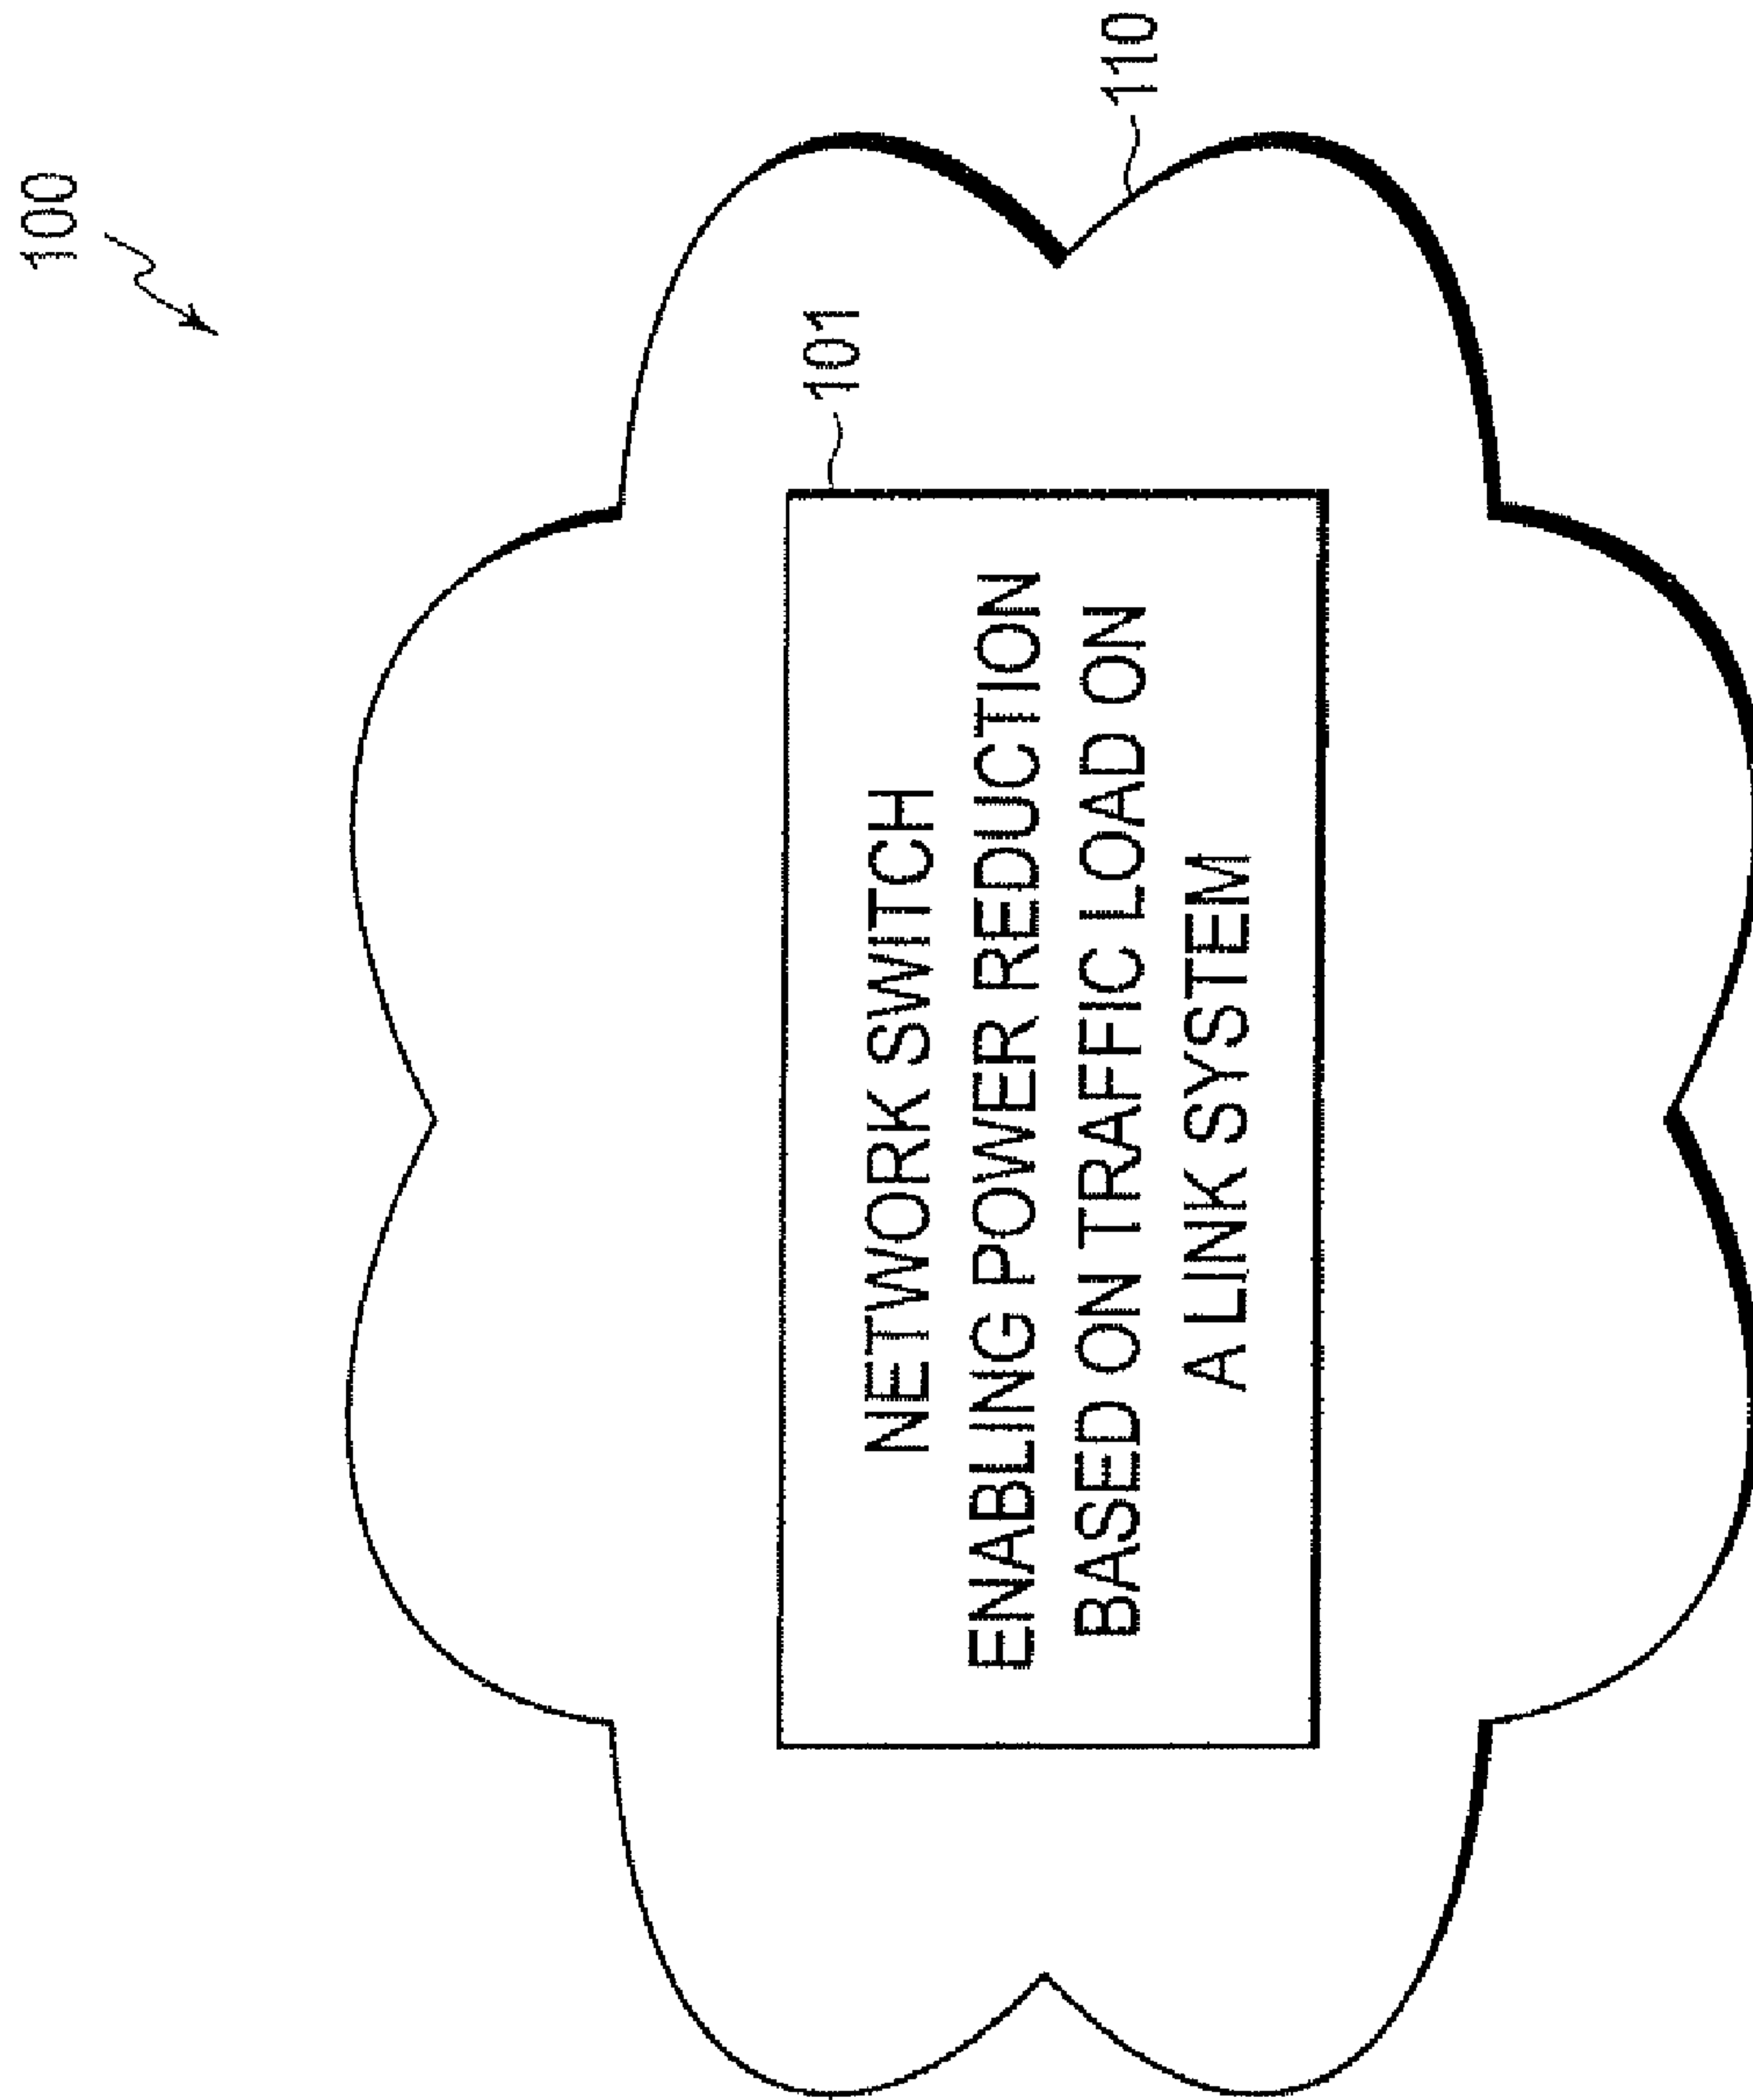 100
101
NETWORK SWITCH
ENABLING POWER REDUCTION
BASED ON TRAFFIC LOAD ON
A LINK SYSTEM
110